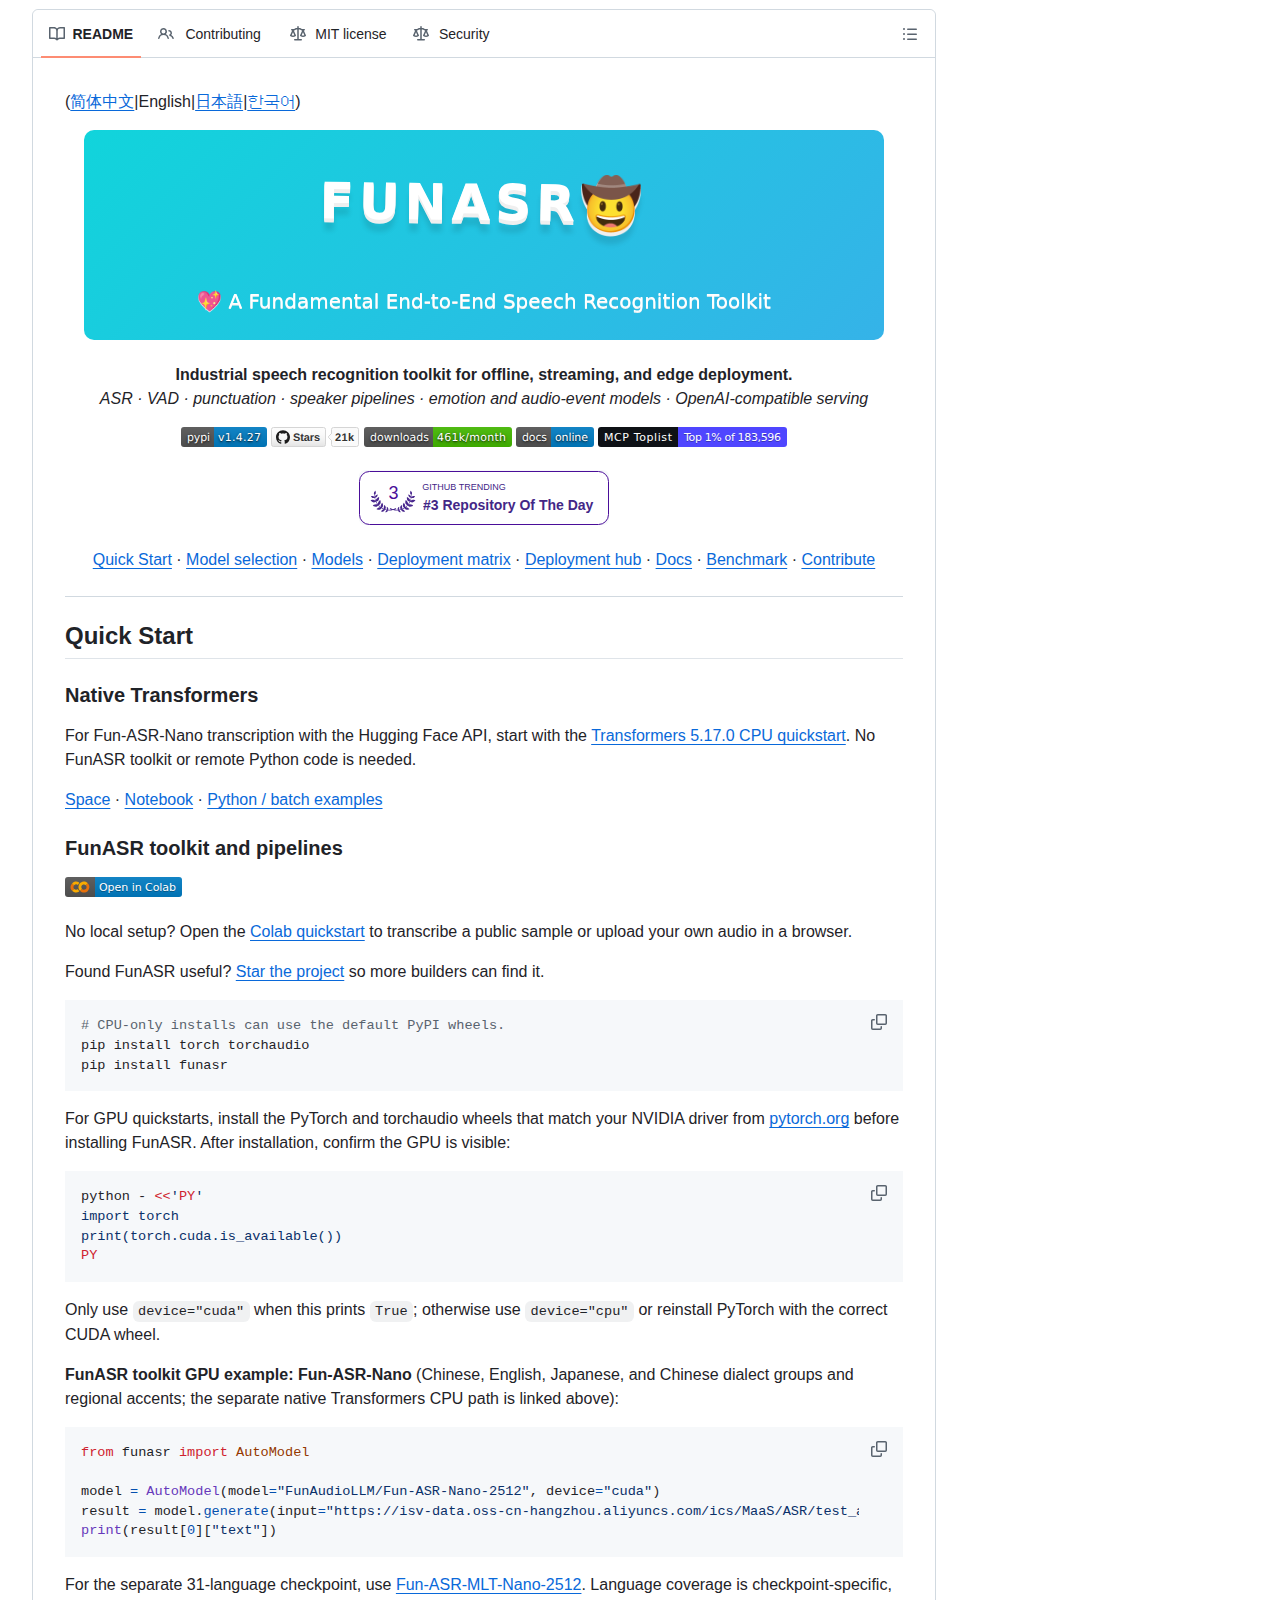 README Contributing MIT license Security
(简体中文|English|日本語|한국어)
FUNASR
A Fundamental End-to-End Speech Recognition Toolkit
Industrial speech recognition toolkit for offline, streaming, and edge deployment.
ASR · VAD · punctuation · speaker pipelines · emotion and audio-event models · OpenAI-compatible serving
pypi v1.4.27 Stars 21k downloads 461k/month docs online MCP Toplist Top 1% of 183,596
3 GITHUB TRENDING
#3 Repository Of The Day
Quick Start · Model selection · Models · Deployment matrix · Deployment hub · Docs · Benchmark · Contribute
Quick Start
Native Transformers
For Fun-ASR-Nano transcription with the Hugging Face API, start with the Transformers 5.17.0 CPU quickstart. No
FunASR toolkit or remote Python code is needed.
Space · Notebook · Python / batch examples
FunASR toolkit and pipelines
Open in Colab
No local setup? Open the Colab quickstart to transcribe a public sample or upload your own audio in a browser.
Found FunASR useful? Star the project so more builders can find it.
# CPU-only installs can use the default PyPI wheels.
pip install torch torchaudio
pip install funasr
For GPU quickstarts, install the PyTorch and torchaudio wheels that match your NVIDIA driver from pytorch.org before
installing FunASR. After installation, confirm the GPU is visible:
python - <<'PY'
import torch
print(torch.cuda.is_available())
PY
Only use device="cuda" when this prints True; otherwise use device="cpu" or reinstall PyTorch with the correct
CUDA wheel.
FunASR toolkit GPU example: Fun-ASR-Nano (Chinese, English, Japanese, and Chinese dialect groups and
regional accents; the separate native Transformers CPU path is linked above):
from funasr import AutoModel
model = AutoModel(model="FunAudioLLM/Fun-ASR-Nano-2512", device="cuda")
result = model.generate(input="https://isv-data.oss-cn-hangzhou.aliyuncs.com/ics/MaaS/ASR/test_
print(result[0]["text"])
For the separate 31-language checkpoint, use Fun-ASR-MLT-Nano-2512. Language coverage is checkpoint-specific,